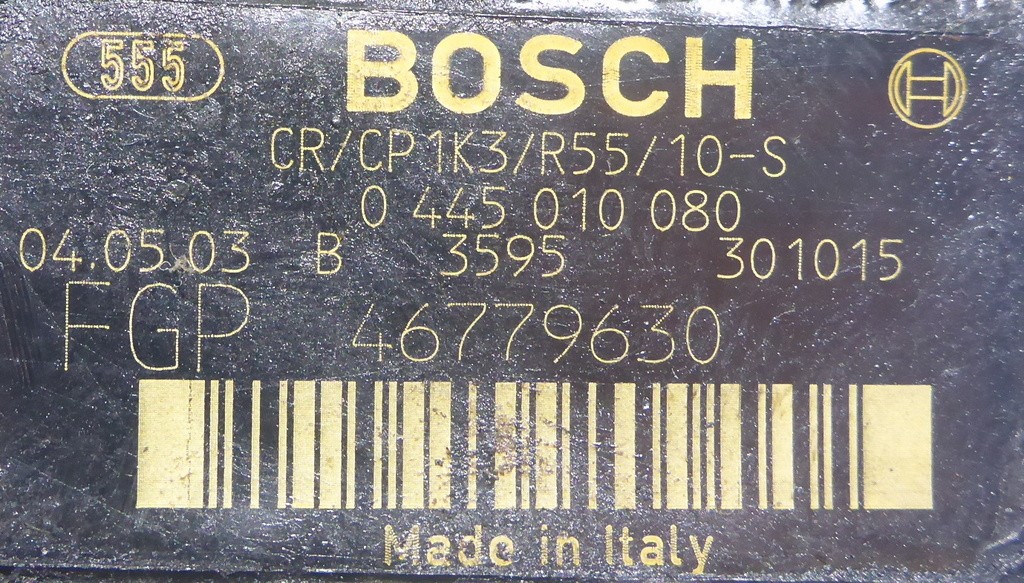 555 BOSCH
CR/CP1K3/R55/10-S
0 445 010 080
04.05.03 B 3595 301015
FGP 46779630
Made in Italy